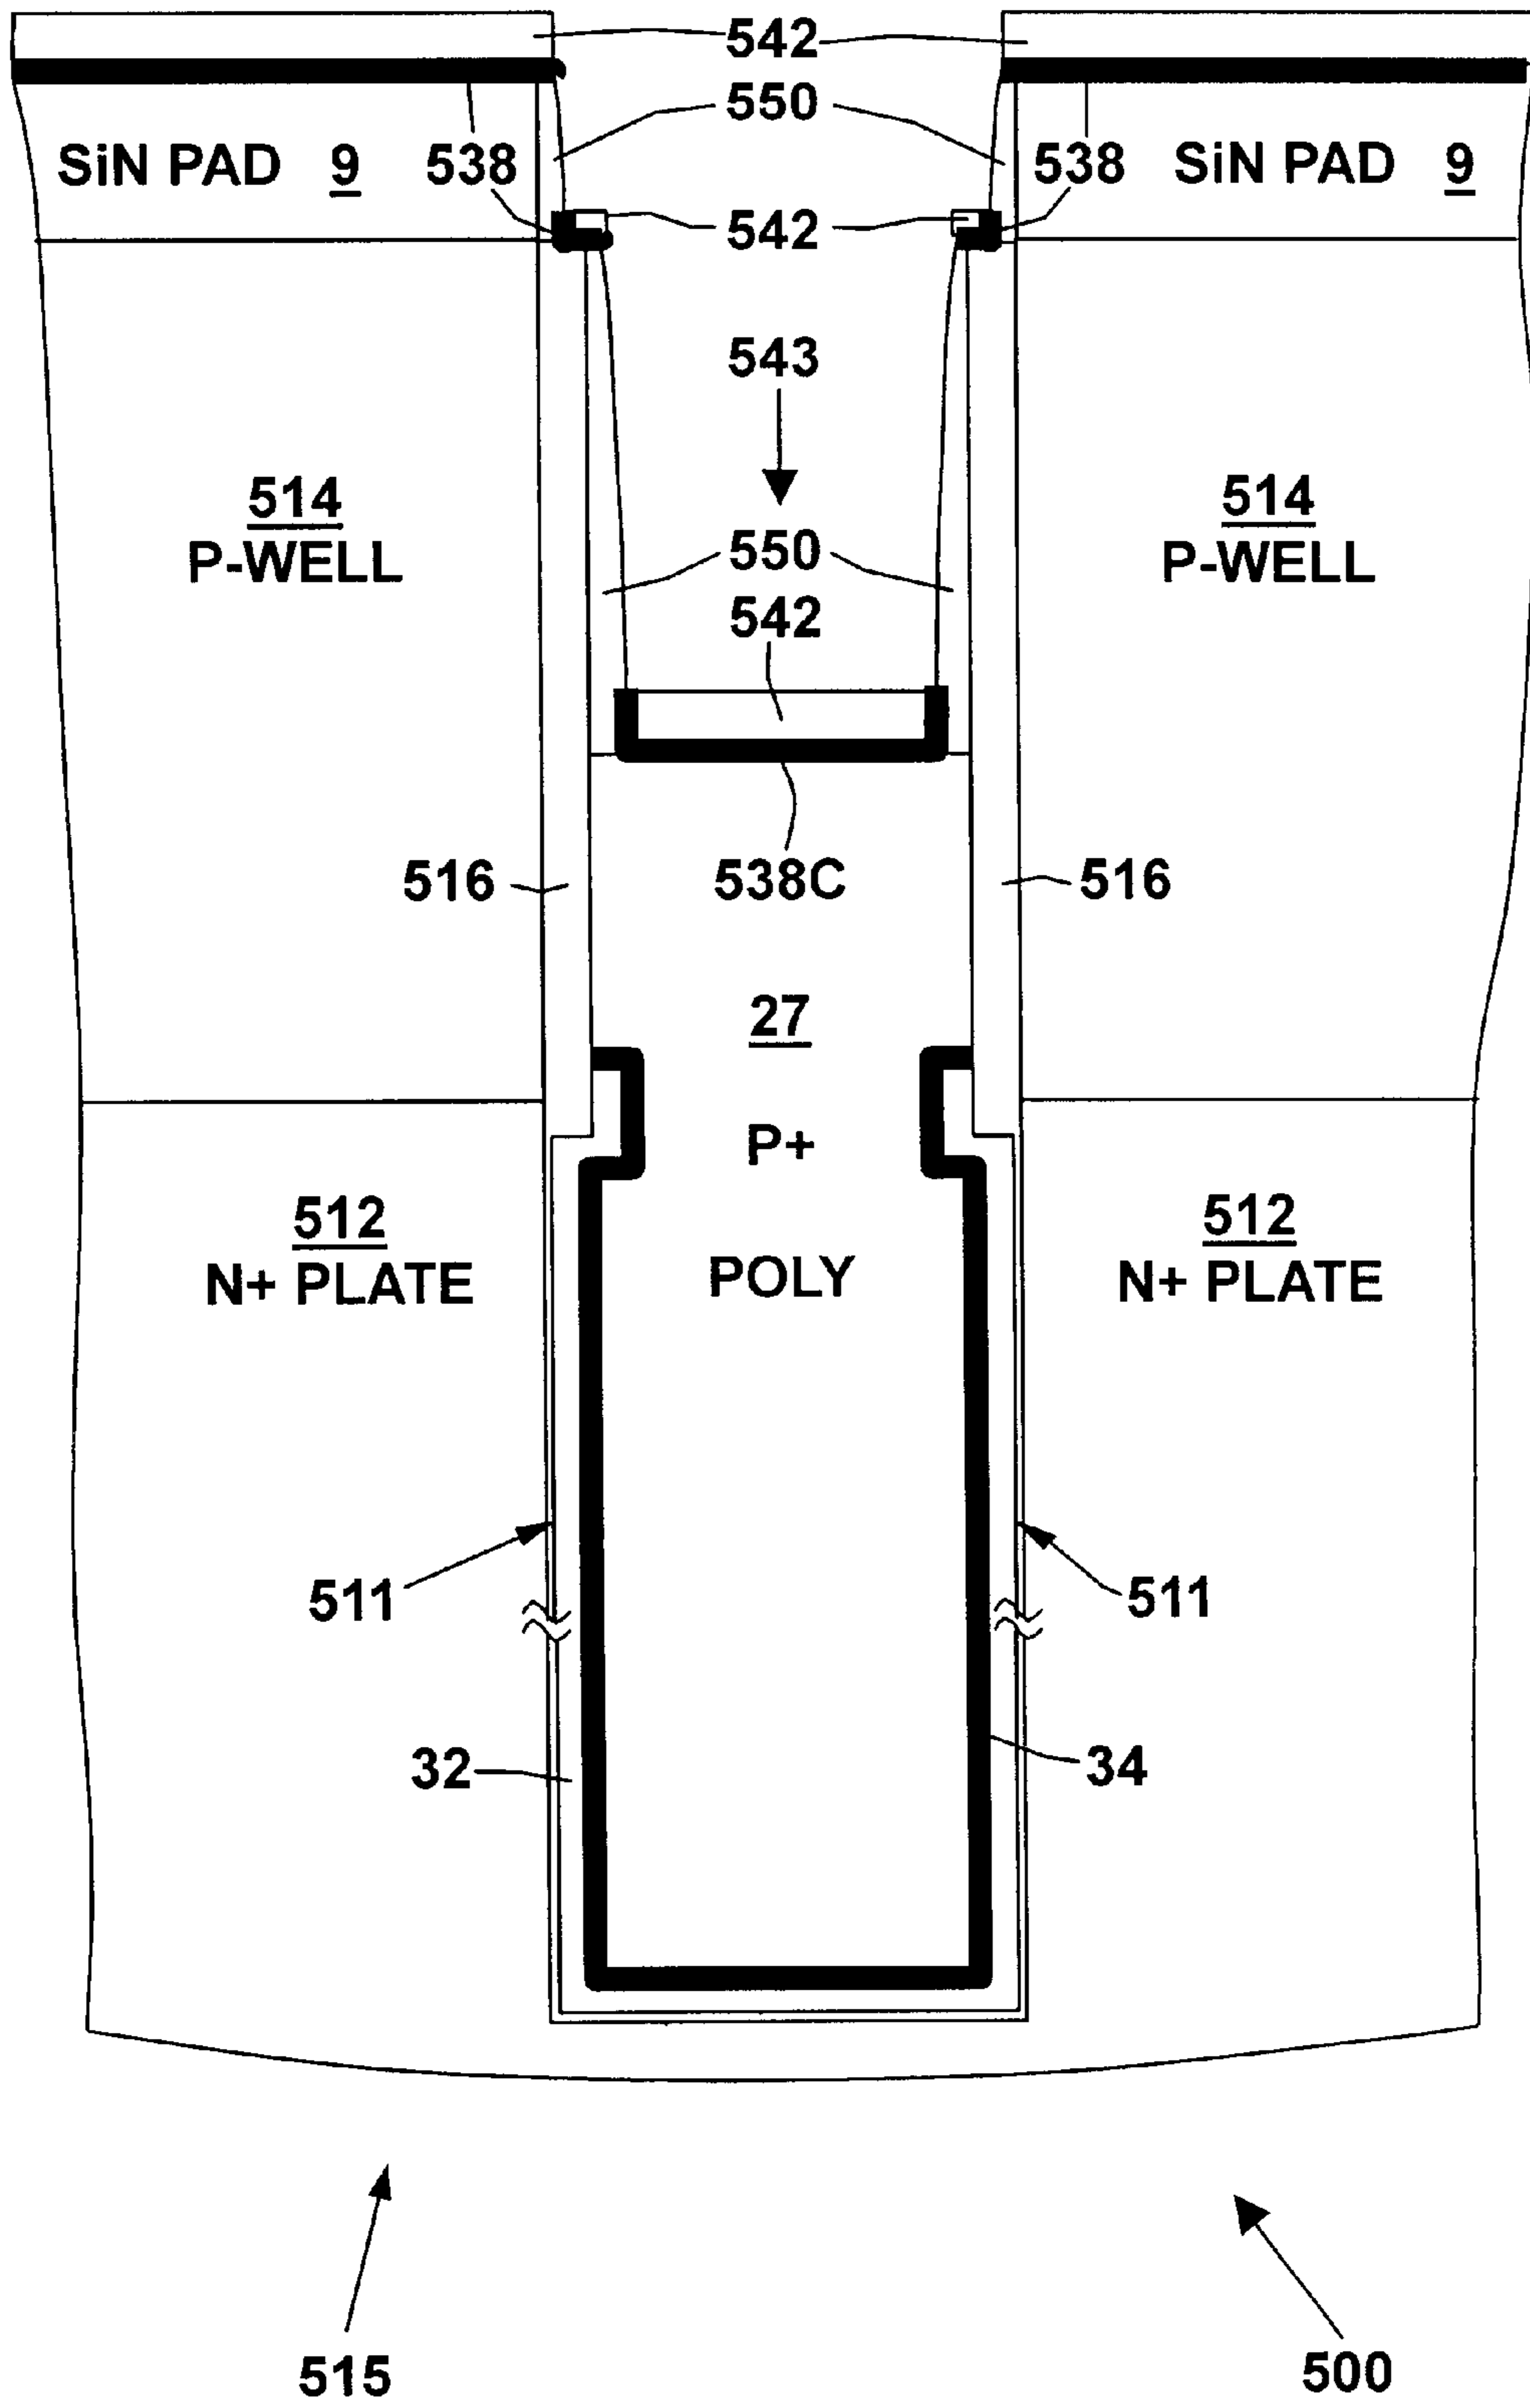 542
550
SiN PAD 9 538 538 SiN PAD 9
542
543
514 514
P-WELL P-WELL
550
542
516 538C 516
27
P+
512 512
N+ PLATE POLY N+ PLATE
511 511
32 34
515 500